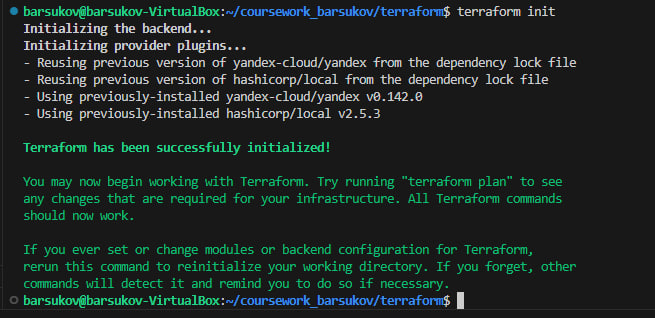 barsukov@barsukov-VirtualBox:~/coursework_barsukov/terraform$ terraform init
Initializing the backend...
Initializing provider plugins...
- Reusing previous version of yandex-cloud/yandex from the dependency lock file
- Reusing previous version of hashicorp/local from the dependency lock file
- Using previously-installed yandex-cloud/yandex v0.142.0
- Using previously-installed hashicorp/local v2.5.3
Terraform has been successfully initialized!
You may now begin working with Terraform. Try running "terraform plan" to see
any changes that are required for your infrastructure. All Terraform commands
should now work.
If you ever set or change modules or backend configuration for Terraform,
rerun this command to reinitialize your working directory. If you forget, other
commands will detect it and remind you to do so if necessary.
barsukov@barsukov-VirtualBox:~/coursework_barsukov/terraform$